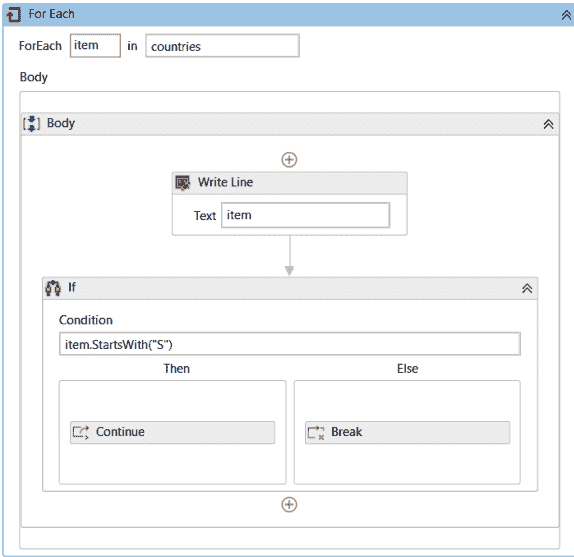 For Each
ForEach item in countries
Body
Body
Write Line
Text item
If
Condition
item.StartsWith("S")
Then Else
Continue Break